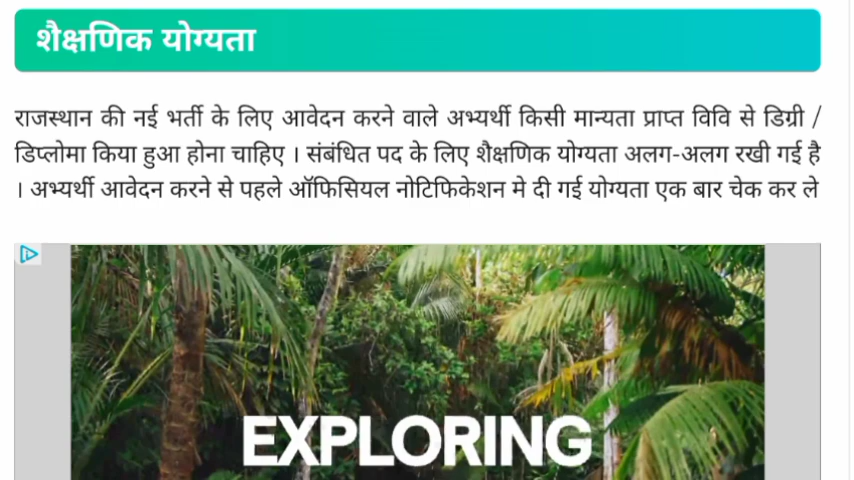 शैक्षणिक योग्यता
राजस्थान की नई भर्ती के लिए आवेदन करने वाले अभ्यर्थी किसी मान्यता प्राप्त विवि से डिग्री /
डिप्लोमा किया हुआ होना चाहिए । संबंधित पद के लिए शैक्षणिक योग्यता अलग-अलग रखी गई है
। अभ्यर्थी आवेदन करने से पहले ऑफिसियल नोटिफिकेशन मे दी गई योग्यता एक बार चेक कर ले
EXPLORING